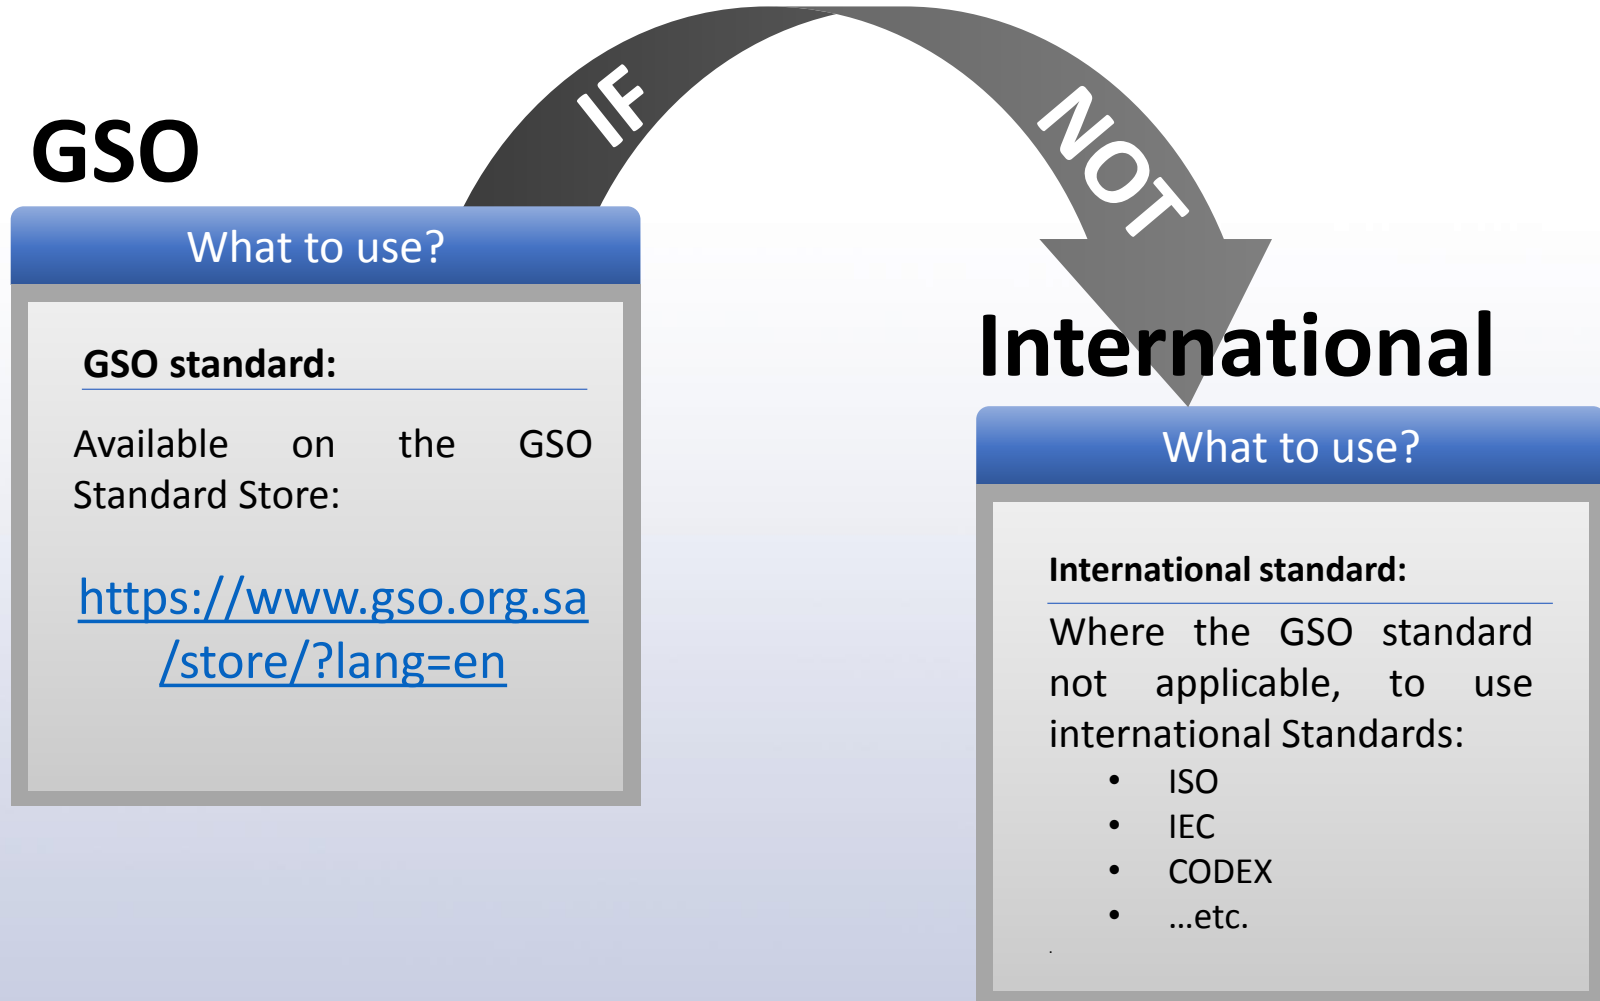 IF
NOT
GSO
What to use?
GSO standard:
Available on the GSO
Standard Store:
https://www.gso.org.sa
/store/?lang=en
International
What to use?
International standard:
Where the GSO standard
not applicable, to use
international Standards:
• ISO
• IEC
• CODEX
• ...etc.
.